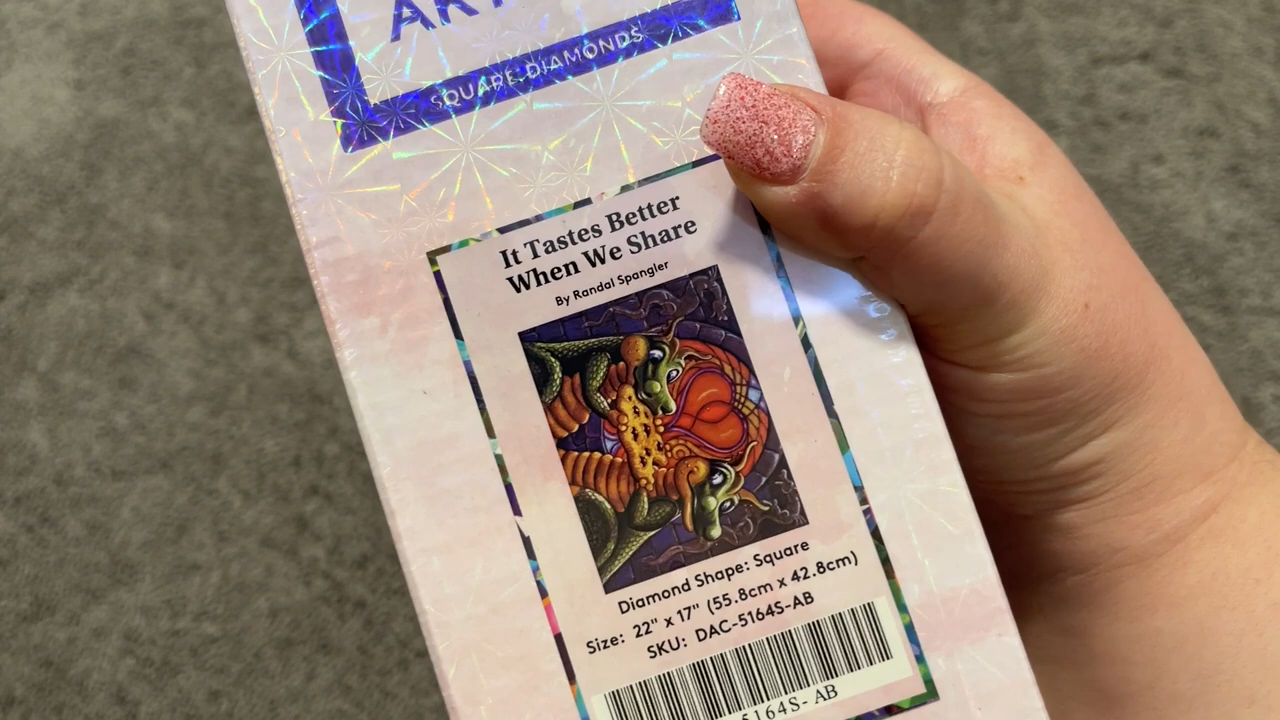 SQUARE DIAMONDS
It Tastes Better
When We Share
By Randal Spangler
Diamond Shape: Square
Size: 22" x 17" (55.8cm x 42.8cm)
SKU: DAC-5164S-AB
5164S- AB